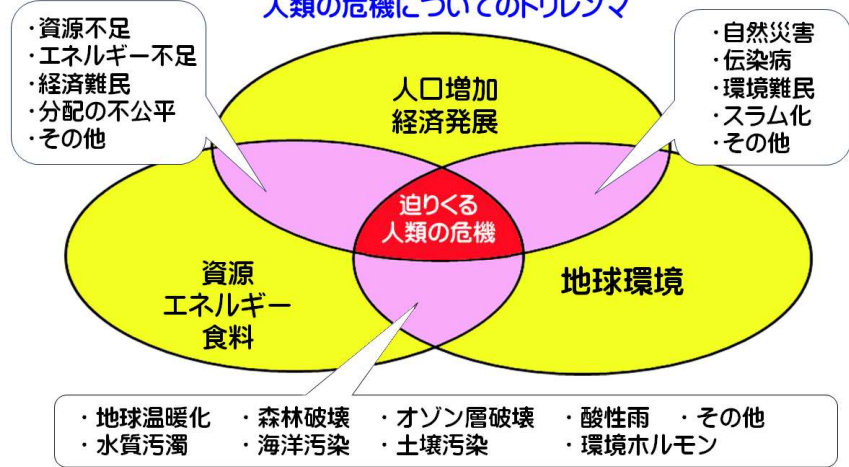 人類の危機についてのトリレンマ
・資源不足
・エネルギー不足
・経済難民
・分配の不公平
・その他
・自然災害
・伝染病
・環境難民
・スラム化
・その他
人口増加
経済発展
迫りくる
人類の危機
資源
エネルギー
食料
地球環境
・地球温暖化 ・森林破壊 ・オゾン層破壊 ・酸性雨 ・その他
・水質汚濁 ・海洋汚染 ・土壌汚染 ・環境ホルモン